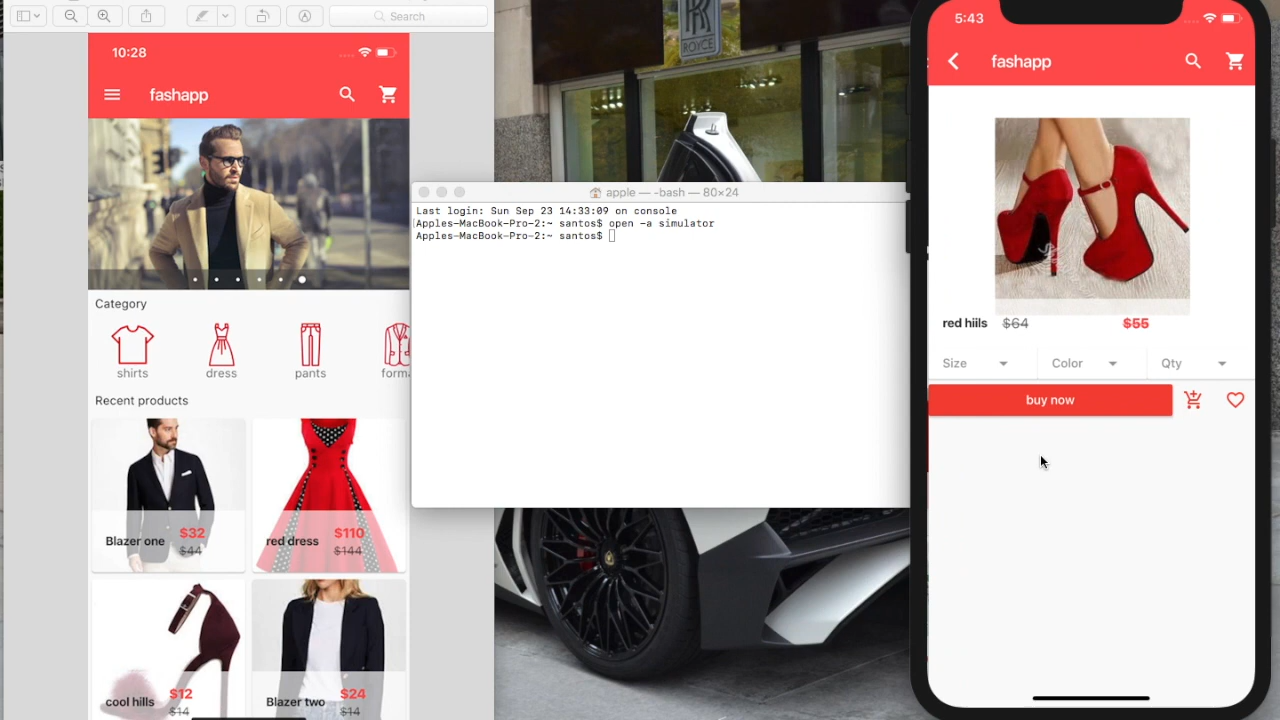 Search
10:28
fashapp
Category
shirts
dress
pants
forma
Recent products
Blazer one
$32
$44
red dress
$110
$144
cool hills
$12
$14
Blazer two
$24
$14
ROYCE
apple — -bash — 80×24
Last login: Sun Sep 23 14:33:09 on console
Apples-MacBook-Pro-2:~ santos$ open -a simulator
Apples-MacBook-Pro-2:~ santos$
5:43
fashapp
red hills $64 $55
Size Color Qty
buy now